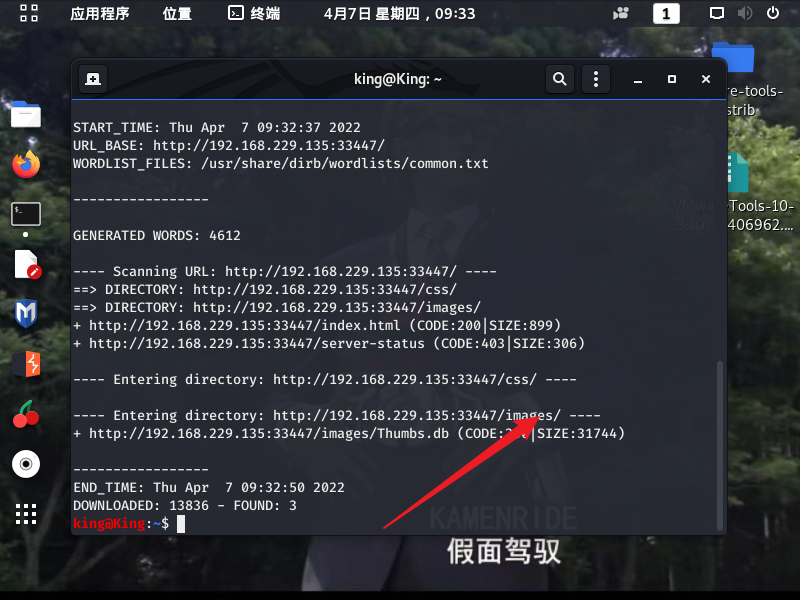 应用程序 位置 终端 4月7日 星期四，09:33 1
king@King: ~
re-tools-
strib
START_TIME: Thu Apr  7 09:32:37 2022
URL_BASE: http://192.168.229.135:33447/
WORDLIST_FILES: /usr/share/dirb/wordlists/common.txt
-----------------
GENERATED WORDS: 4612
---- Scanning URL: http://192.168.229.135:33447/ ----
==> DIRECTORY: http://192.168.229.135:33447/css/
==> DIRECTORY: http://192.168.229.135:33447/images/
+ http://192.168.229.135:33447/index.html (CODE:200|SIZE:899)
+ http://192.168.229.135:33447/server-status (CODE:403|SIZE:306)
---- Entering directory: http://192.168.229.135:33447/css/ ----
---- Entering directory: http://192.168.229.135:33447/images/ ----
+ http://192.168.229.135:33447/images/Thumbs.db (CODE:200|SIZE:31744)
-----------------
END_TIME: Thu Apr  7 09:32:50 2022
DOWNLOADED: 13836 - FOUND: 3
king@King:~$
VMwareTools-10
406962....
KAMENRIDE
假面驾驭